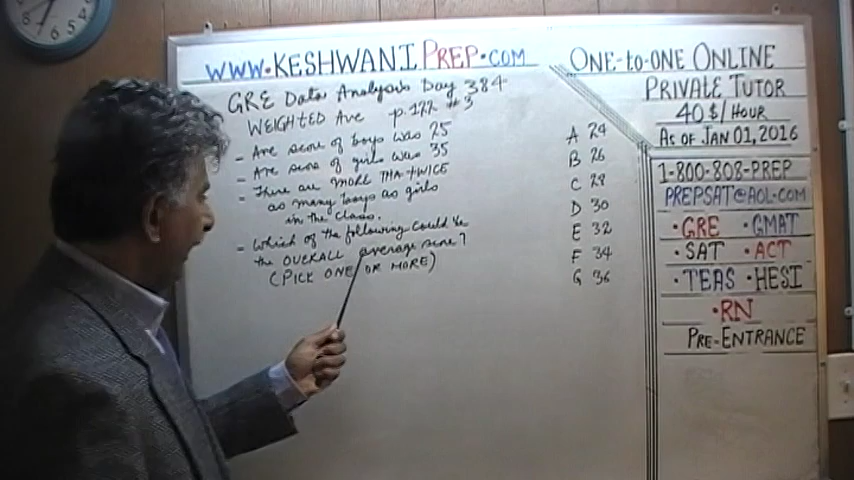 WWW.KESHWANIPREP.COM
GRE Data Analysis Day 384
WEIGHTED Ave p.122 #3
- Ave score of boys was 25
- Ave score of girls was 35
- There are MORE THA TWICE
as many boys as girls
in the class.
- Which of the following could be
the OVERALL average score?
(PICK ONE OR MORE)
A 24
B 26
C 28
D 30
E 32
F 34
G 36
ONE-to-ONE ONLINE
PRIVATE TUTOR
40 $/HOUR
AS OF JAN 01, 2016
1-800-808-PREP
PREPSAT@AOL.COM
•GRE •GMAT
•SAT •ACT
•TEAS •HESI
•RN
PRE-ENTRANCE